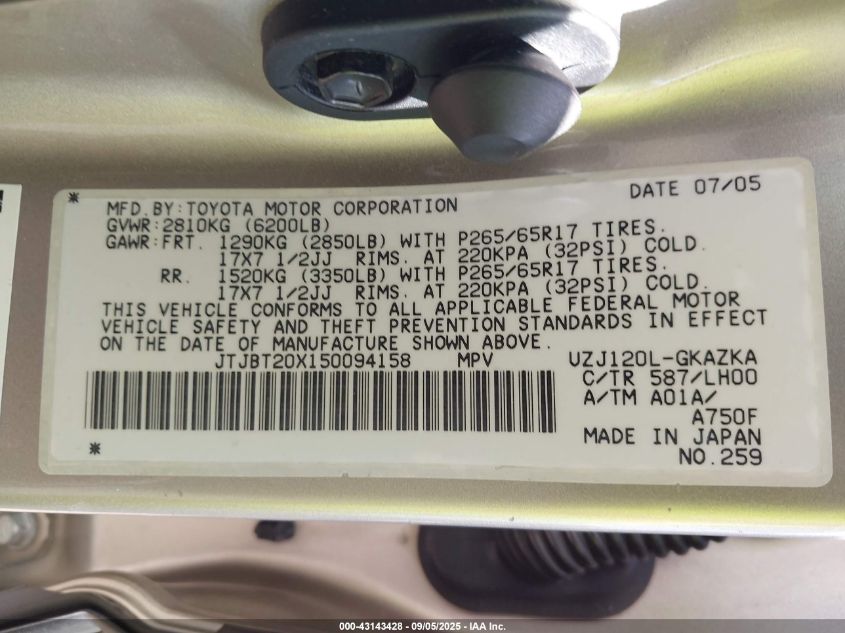 * DATE 07/05
MFD.BY:TOYOTA MOTOR CORPORATION
GVWR:2810KG (6200LB)
GAWR:FRT. 1290KG (2850LB) WITH P265/65R17 TIRES.
17X7 1/2JJ RIMS. AT 220KPA (32PSI) COLD.
RR. 1520KG (3350LB) WITH P265/65R17 TIRES.
17X7 1/2JJ RIMS. AT 220KPA (32PSI) COLD.
THIS VEHICLE CONFORMS TO ALL APPLICABLE FEDERAL MOTOR
VEHICLE SAFETY AND THEFT PREVENTION STANDARDS IN EFFECT
ON THE DATE OF MANUFACTURE SHOWN ABOVE.
JTJBT20X150094158 MPV UZJ120L-GKAZKA
C/TR 587/LH00
A/TM A01A/
A750F
MADE IN JAPAN
* NO.259
000-43143428 - 09/05/2025 - IAA Inc.